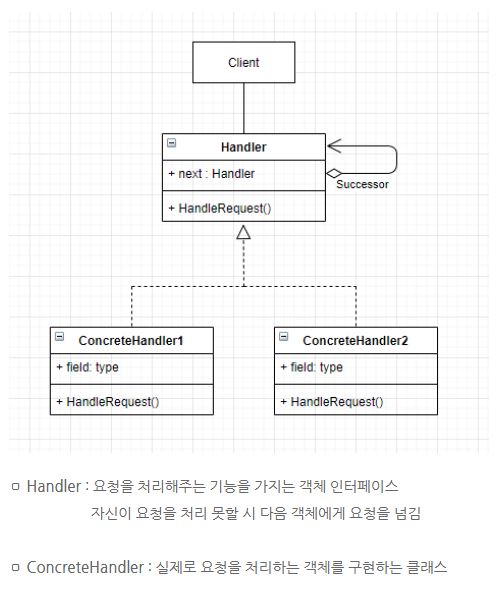 Client
Handler
+ next : Handler
Successor
+ HandleRequest()
ConcreteHandler1
+ field: type
+ HandleRequest()
ConcreteHandler2
+ field: type
+ HandleRequest()
ㅁ Handler : 요청을 처리해주는 기능을 가지는 객체 인터페이스
자신이 요청을 처리 못할 시 다음 객체에게 요청을 넘김
ㅁ ConcreteHandler : 실제로 요청을 처리하는 객체를 구현하는 클래스